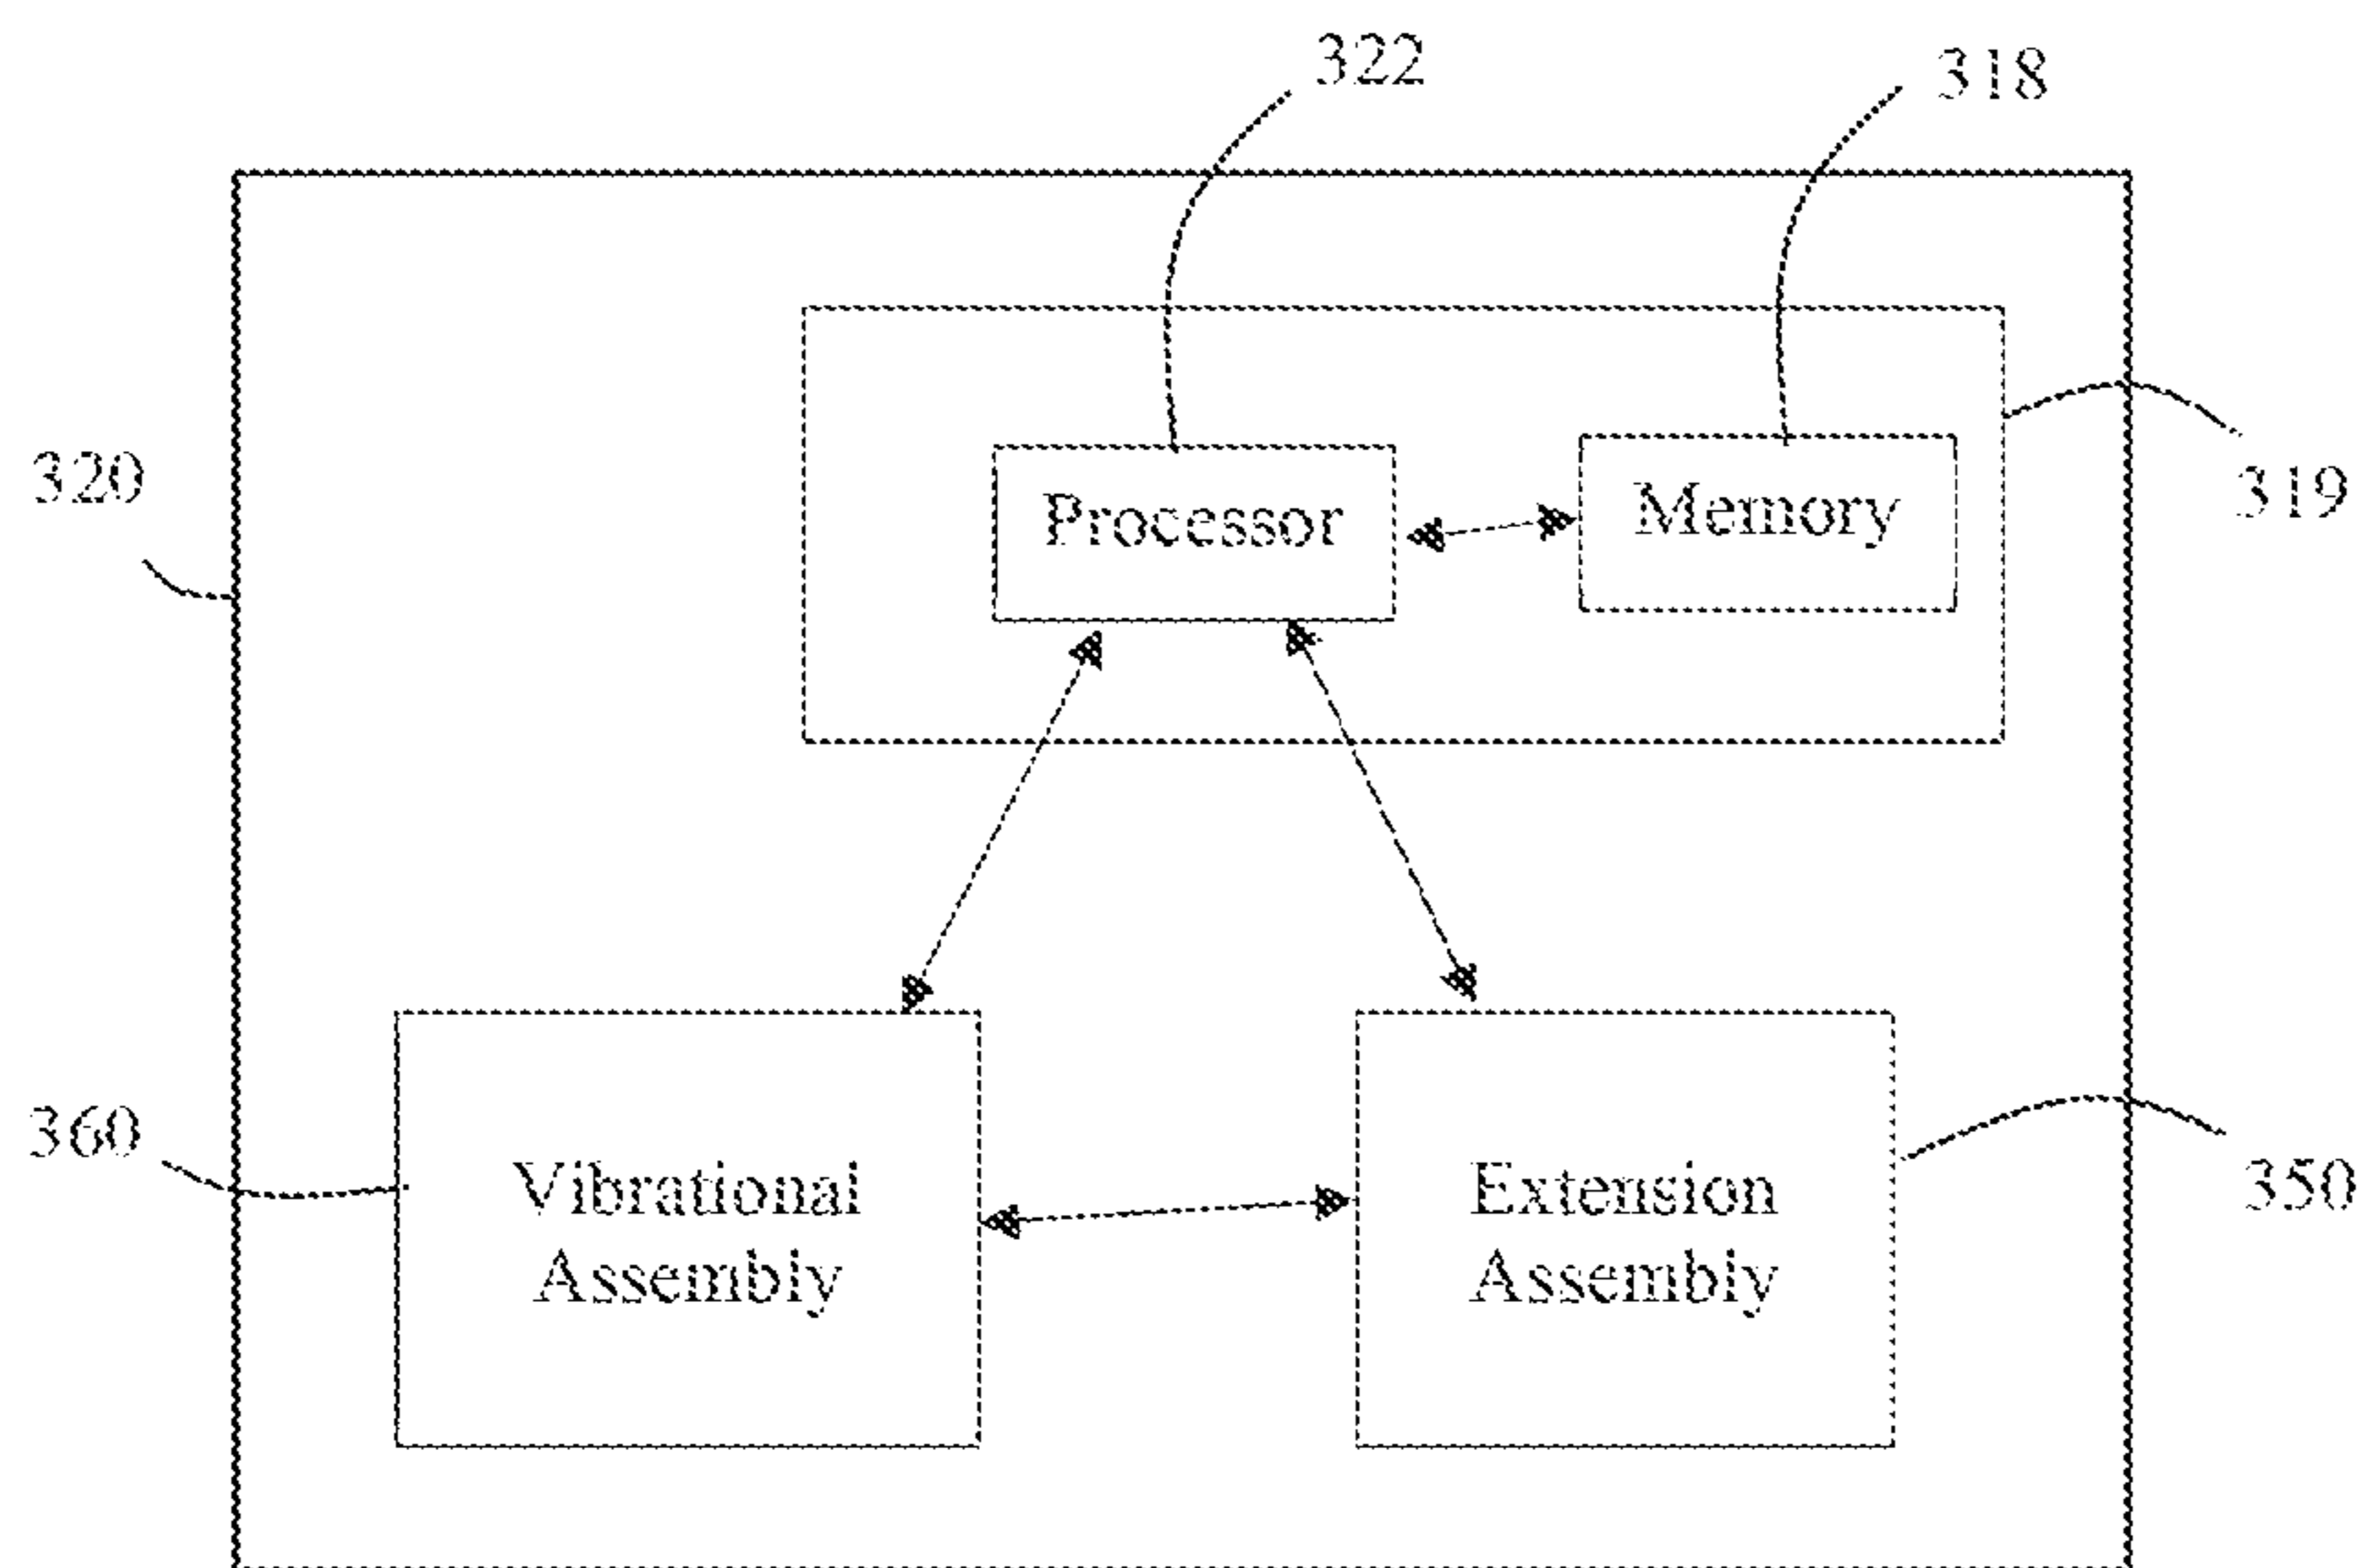 322
318
320
Processor
Memory
319
360
Vibrational
Assembly
Extension
Assembly
350